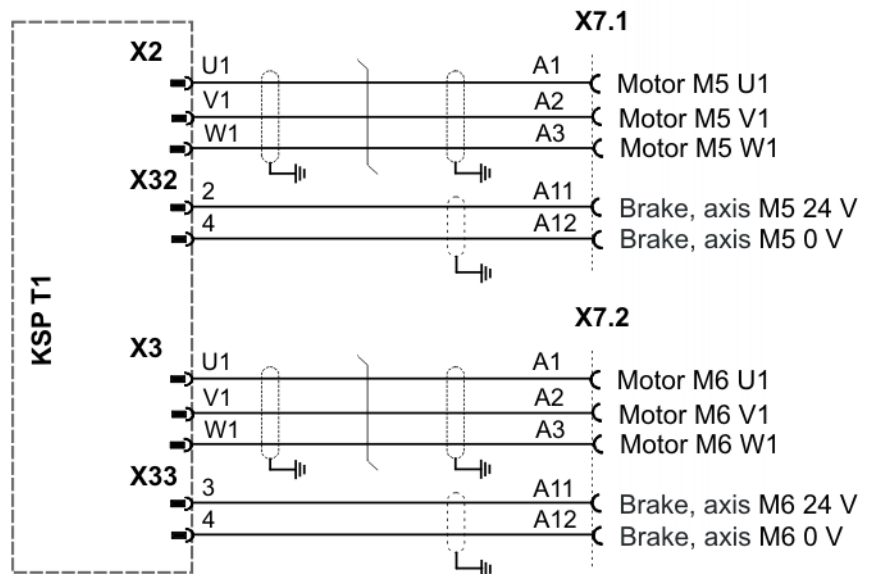 X7.1
X2
U1 A1 Motor M5 U1
V1 A2 Motor M5 V1
W1 A3 Motor M5 W1
X32
2 A11 Brake, axis M5 24 V
4 A12 Brake, axis M5 0 V
KSP T1
X7.2
X3
U1 A1 Motor M6 U1
V1 A2 Motor M6 V1
W1 A3 Motor M6 W1
X33
3 A11 Brake, axis M6 24 V
4 A12 Brake, axis M6 0 V